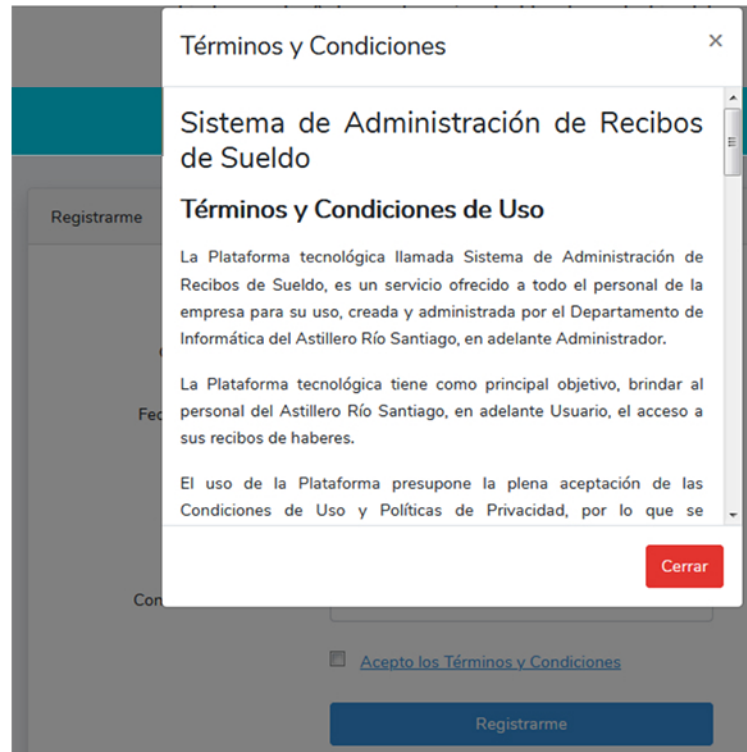 Términos y Condiciones
×
Sistema de Administración de Recibos
de Sueldo
Términos y Condiciones de Uso
La Plataforma tecnológica llamada Sistema de Administración de
Recibos de Sueldo, es un servicio ofrecido a todo el personal de la
empresa para su uso, creada y administrada por el Departamento de
Informática del Astillero Río Santiago, en adelante Administrador.
La Plataforma tecnológica tiene como principal objetivo, brindar al
personal del Astillero Río Santiago, en adelante Usuario, el acceso a
sus recibos de haberes.
El uso de la Plataforma presupone la plena aceptación de las
Condiciones de Uso y Políticas de Privacidad, por lo que se
Cerrar
Registrarme
Fec
Con
Acepto los Términos y Condiciones
Registrarme